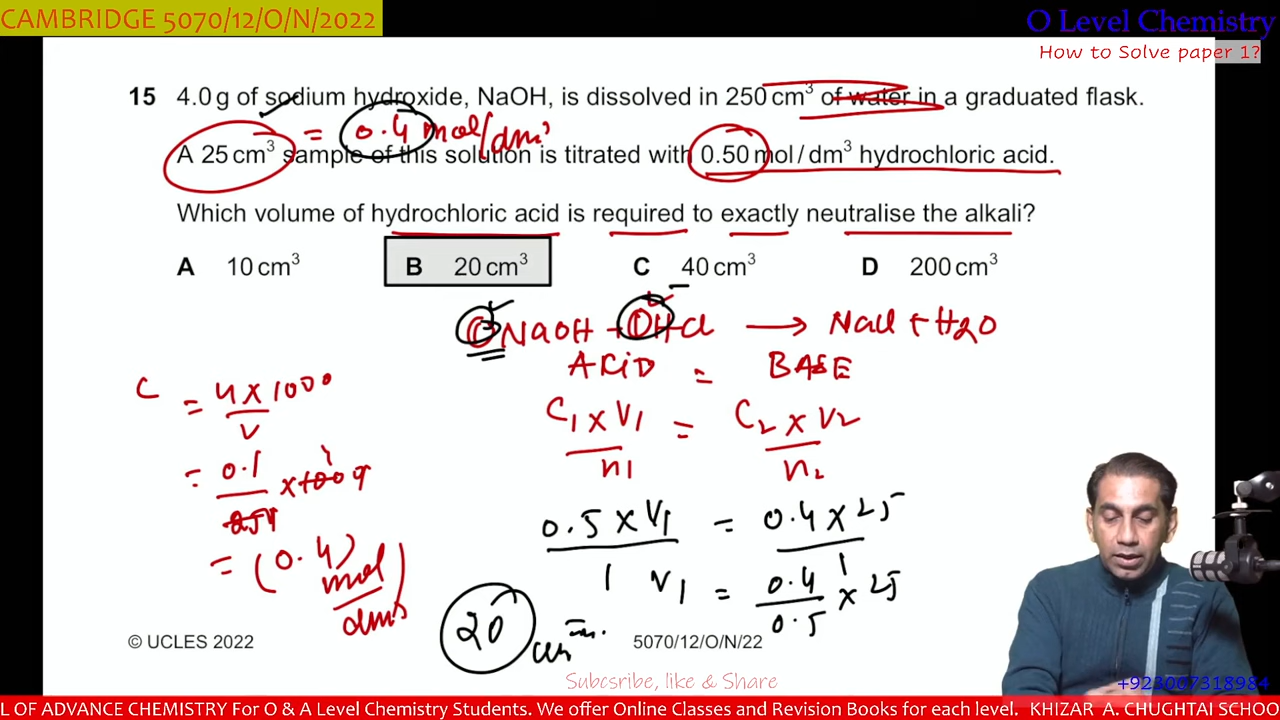 CAMBRIDGE 5070/12/O/N/2022
O Level Chemistry
How to Solve paper 1?
15 4.0 g of sodium hydroxide, NaOH, is dissolved in 250 cm³ of water in a graduated flask.
= 0.4 mol/dm³
A 25 cm³ sample of this solution is titrated with 0.50 mol / dm³ hydrochloric acid.
Which volume of hydrochloric acid is required to exactly neutralise the alkali?
A 10 cm³ B 20 cm³ C 40 cm³ D 200 cm³
NaOH + HCl → NaCl + H2O
ACID = BASE
C = n × 1000
V
C1 × V1 = C2 × V2
n1 n2
= 0.1
0.5 × V1 = 0.4 × 25
1 1
= (0.4) mol
dm³
V1 = 0.4 × 25
0.5
20
© UCLES 2022 5070/12/O/N/22
Subcsribe, like & Share
+923007318984
L OF ADVANCE CHEMISTRY For O & A Level Chemistry Students. We offer Online Classes and Revision Books for each level. KHIZAR A. CHUGHTAI SCHOO